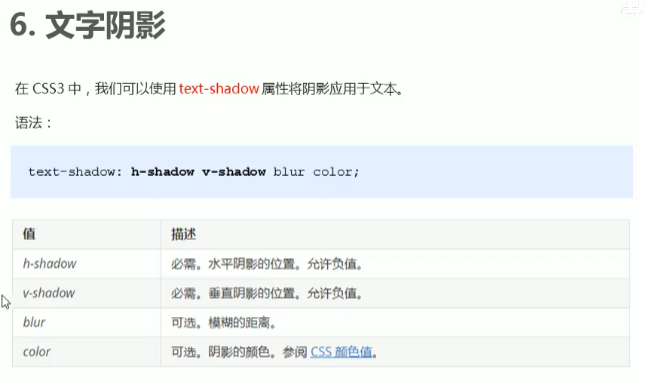 6. 文字阴影
在 CSS3 中，我们可以使用 text-shadow 属性将阴影应用于文本。
语法：
text-shadow: h-shadow v-shadow blur color;
值 描述
h-shadow 必需。水平阴影的位置。允许负值。
v-shadow 必需。垂直阴影的位置。允许负值。
blur 可选。模糊的距离。
color 可选。阴影的颜色。参阅 CSS 颜色值。